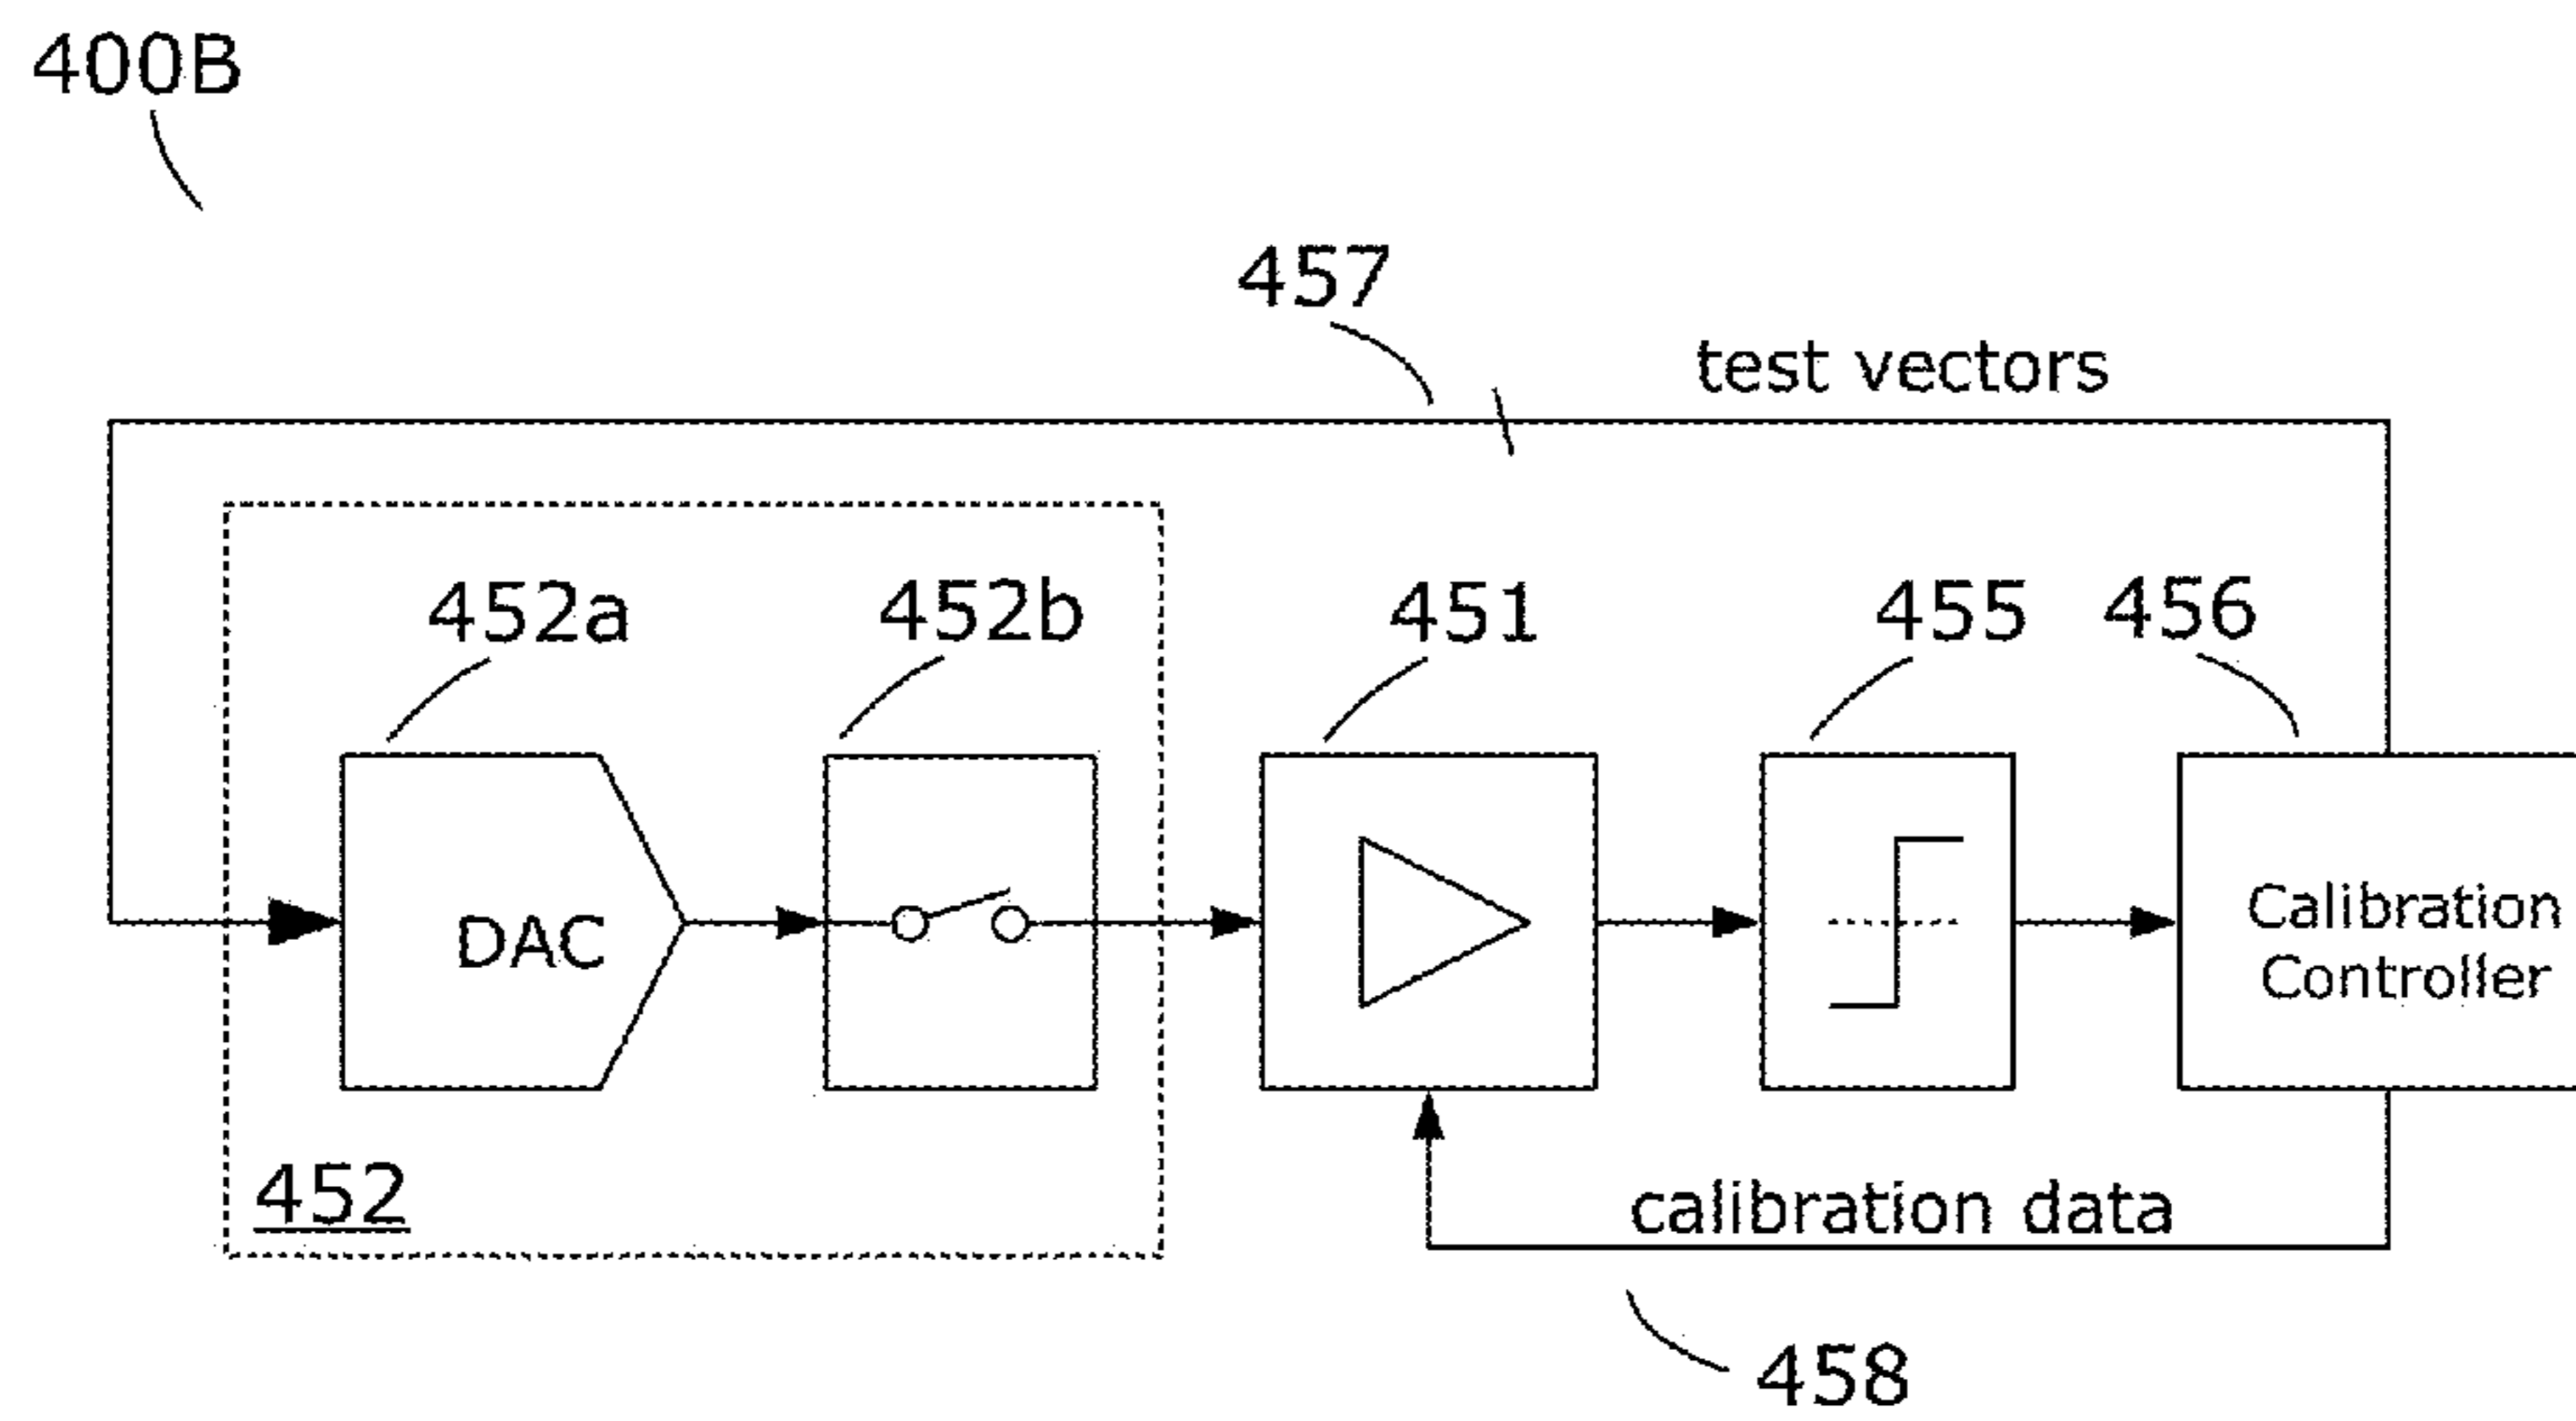 400B
457
test vectors
452a
452b
451
455
456
DAC
Calibration
Controller
452
calibration data
458